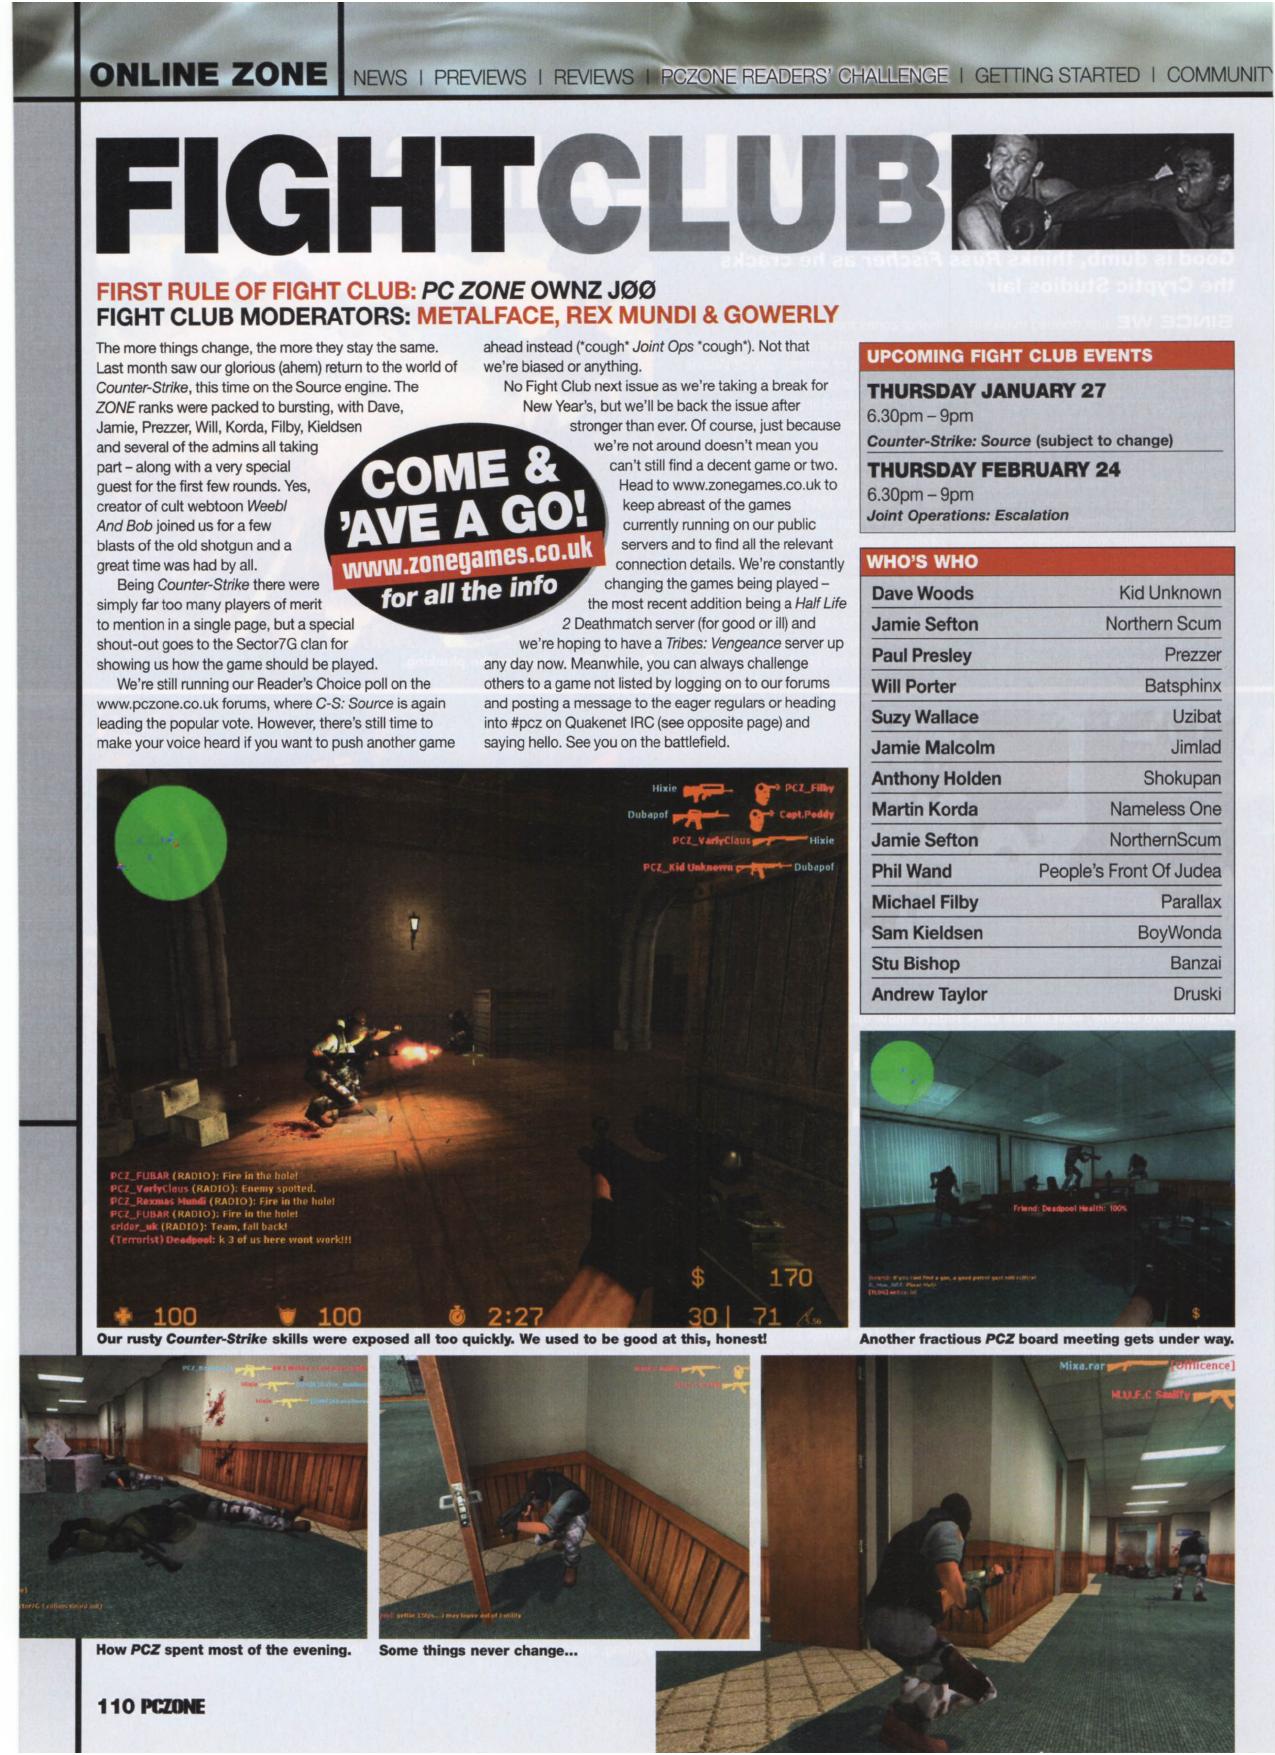 ONLINE ZONE
NEWS | PREVIEWS | REVIEWS | PCZONE READERS' CHALLENGE | GETTING STARTED | COMMUNIT
FIGHTCLUB
FIRST RULE OF FIGHT CLUB: PC ZONE OWNZ JØØ
FIGHT CLUB MODERATORS: METALFACE, REX MUNDI & GOWERLY
The more things change, the more they stay the same.
Last month saw our glorious (ahem) return to the world of
Counter-Strike, this time on the Source engine. The
ZONE ranks were packed to bursting, with Dave,
Jamie, Prezzer, Will, Korda, Filby, Kieldsen
and several of the admins all taking
part – along with a very special
guest for the first few rounds. Yes,
creator of cult webtoon Weebl
And Bob joined us for a few
blasts of the old shotgun and a
great time was had by all.
Being Counter-Strike there were
simply far too many players of merit
to mention in a single page, but a special
shout-out goes to the Sector7G clan for
showing us how the game should be played.
We're still running our Reader's Choice poll on the
www.pczone.co.uk forums, where C-S: Source is again
leading the popular vote. However, there's still time to
make your voice heard if you want to push another game
ahead instead (*cough* Joint Ops *cough*). Not that
we're biased or anything.
No Fight Club next issue as we're taking a break for
New Year's, but we'll be back the issue after
stronger than ever. Of course, just because
we're not around doesn't mean you
can't still find a decent game or two.
Head to www.zonegames.co.uk to
keep abreast of the games
currently running on our public
servers and to find all the relevant
connection details. We're constantly
changing the games being played –
the most recent addition being a Half Life
2 Deathmatch server (for good or ill) and
we're hoping to have a Tribes: Vengeance server up
any day now. Meanwhile, you can always challenge
others to a game not listed by logging on to our forums
and posting a message to the eager regulars or heading
into #pcz on Quakenet IRC (see opposite page) and
saying hello. See you on the battlefield.
COME &
'AVE A GO!
www.zonegames.co.uk
for all the info
UPCOMING FIGHT CLUB EVENTS
THURSDAY JANUARY 27
6.30pm – 9pm
Counter-Strike: Source (subject to change)
THURSDAY FEBRUARY 24
6.30pm – 9pm
Joint Operations: Escalation
WHO'S WHO
Dave Woods Kid Unknown
Jamie Sefton Northern Scum
Paul Presley Prezzer
Will Porter Batsphinx
Suzy Wallace Uzibat
Jamie Malcolm Jimlad
Anthony Holden Shokupan
Martin Korda Nameless One
Jamie Sefton NorthernScum
Phil Wand People's Front Of Judea
Michael Filby Parallax
Sam Kieldsen BoyWonda
Stu Bishop Banzai
Andrew Taylor Druski
Hixie PCZ_Filby
Dubapof Capt.Peddy
PCZ_VarlyClaus Hixie
PCZ_Kid Unknown Dubapof
PCZ_FUBAR (RADIO): Fire in the hole!
PCZ_VarlyClaus (RADIO): Enemy spotted.
PCZ_Rexmas Mundi (RADIO): Fire in the hole!
PCZ_FUBAR (RADIO): Fire in the hole!
srider_uk (RADIO): Team, fall back!
(Terrorist) Deadpool: k 3 of us here wont work!!!
$ 170
100 100 2:27 30| 71
Our rusty Counter-Strike skills were exposed all too quickly. We used to be good at this, honest!
Friend: Deadpool Health: 100%
$
Another fractious PCZ board meeting gets under way.
Hixie
Hixie
How PCZ spent most of the evening.
Some things never change...
Mixa.rar [Offlicence]
M.U.F.C Smiffy
110 PCZONE